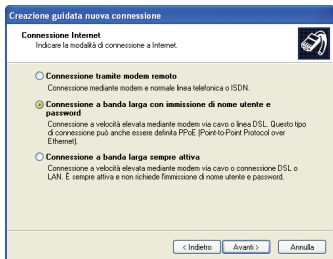 Creazione guidata nuova connessione
Connessione Internet
Indicare la modalità di connessione a Internet.
Connessione tramite modem remoto
Connessione mediante modem e normale linea telefonica o ISDN.
Connessione a banda larga con immissione di nome utente e
password
Connessione a velocità elevata mediante modem via cavo o linea DSL. Questo tipo
di connessione può anche essere definita PPoE (Point-to-Point Protocol over
Ethernet).
Connessione a banda larga sempre attiva
Connessione a velocità elevata mediante modem via cavo o connessione DSL o
LAN. È sempre attiva e non richiede l'immissione di nome utente e password.
< Indietro
Avanti >
Annulla